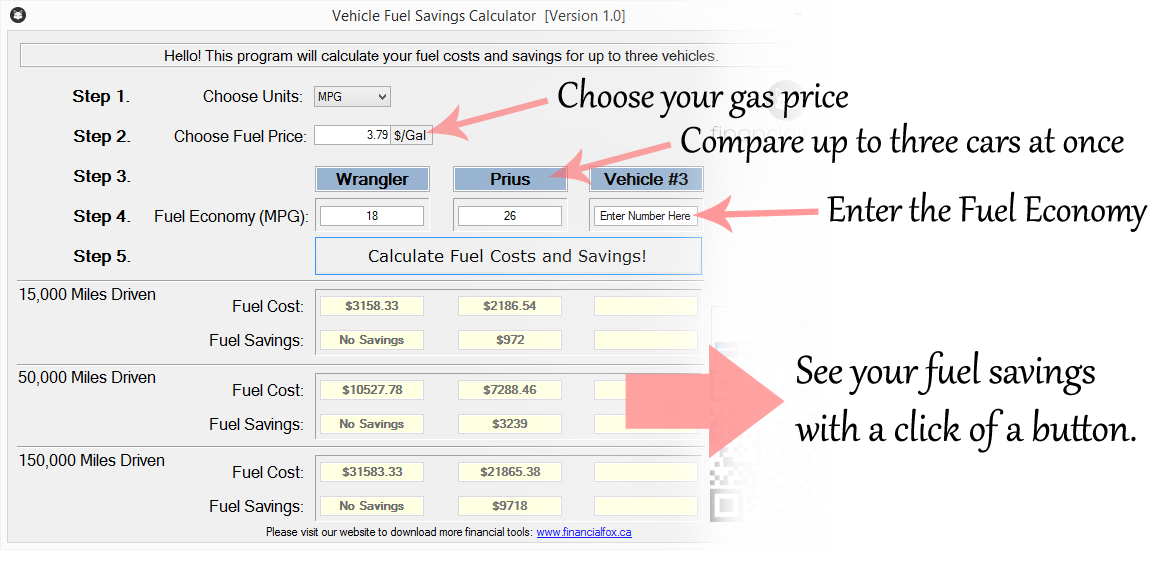 Vehicle Fuel Savings Calculator [Version 1.0]
Hello! This program will calculate your fuel costs and savings for up to three vehicles.
Step 1. Choose Units: MPG
Choose your gas price
Step 2. Choose Fuel Price: 3.79 $/Gal
Compare up to three cars at once
Step 3. Wrangler Prius Vehicle #3
Step 4. Fuel Economy (MPG): 18 26 Enter Number Here
Enter the Fuel Economy
Step 5. Calculate Fuel Costs and Savings!
15,000 Miles Driven
Fuel Cost: $3158.33 $2186.54
Fuel Savings: No Savings $972
50,000 Miles Driven
Fuel Cost: $10527.78 $7288.46
Fuel Savings: No Savings $3239
See your fuel savings
with a click of a button.
150,000 Miles Driven
Fuel Cost: $31583.33 $21865.38
Fuel Savings: No Savings $9718
Please visit our website to download more financial tools: www.financialfox.ca